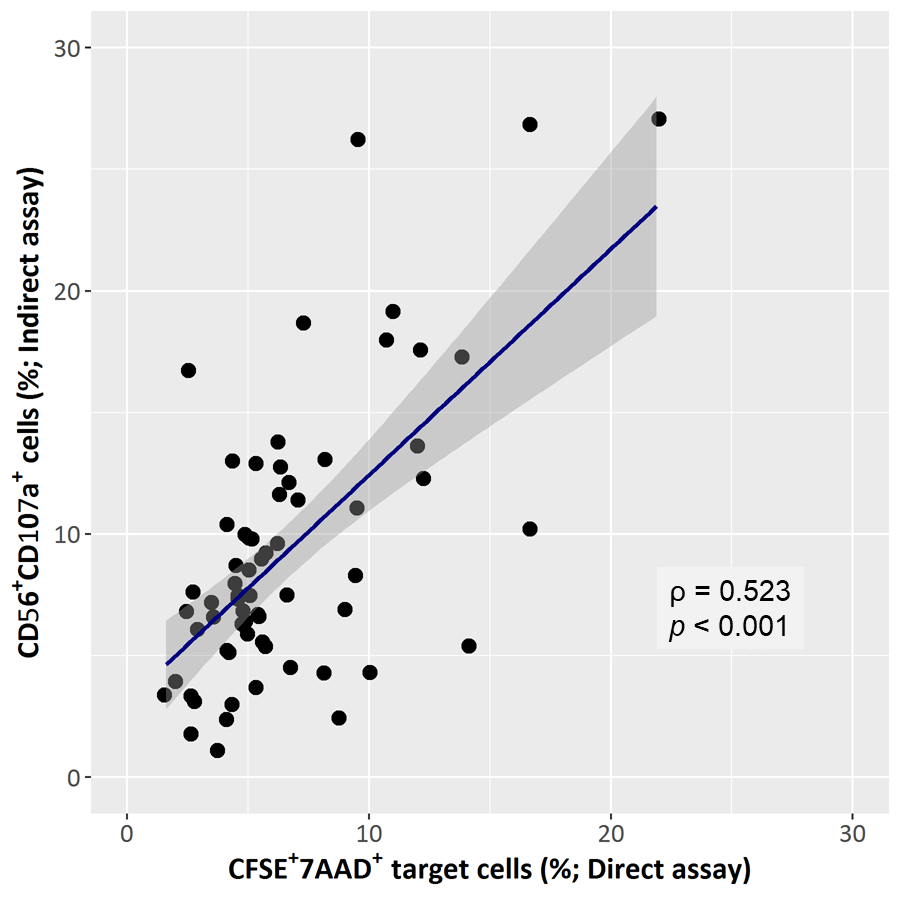 30
20
10
0
CD56⁺CD107a⁺ cells (%; Indirect assay)
ρ = 0.523
p < 0.001
0 10 20 30
CFSE⁺7AAD⁺ target cells (%; Direct assay)